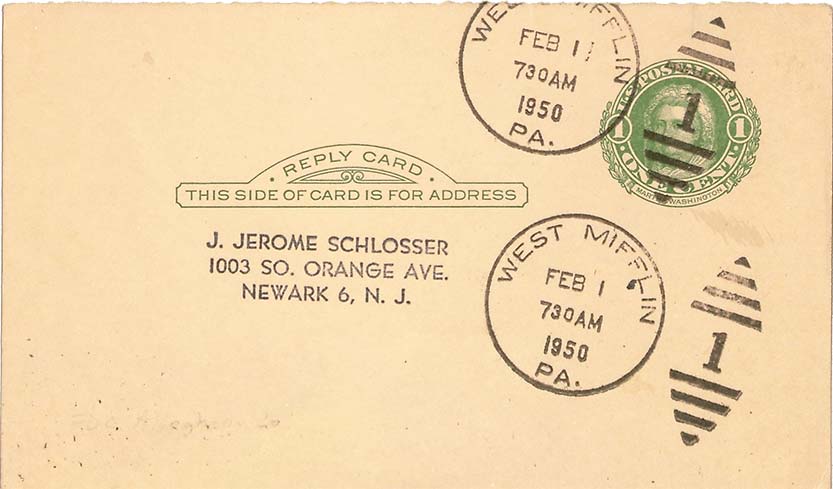 WEST MIFFLIN
FEB 11
730AM
1950
PA.
U.S. POSTAL CARD
1 1
ONE CENT
MARTHA WASHINGTON
1
REPLY CARD
THIS SIDE OF CARD IS FOR ADDRESS
J. JEROME SCHLOSSER
1003 SO. ORANGE AVE.
NEWARK 6, N. J.
WEST MIFFLIN
FEB 1
730AM
1950
PA.
1